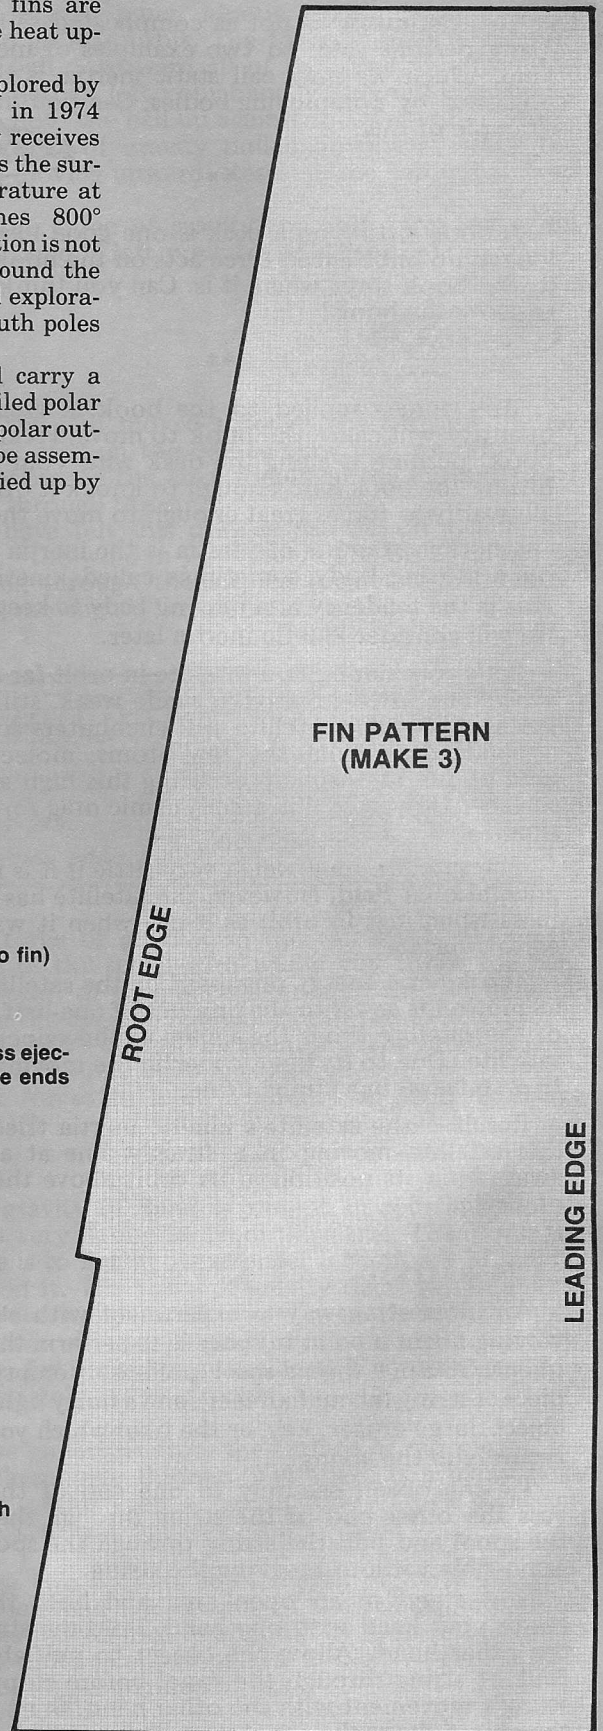 fins are
e heat up-
plored by
in 1974
receives
s the sur-
rature at
nes 800°
tion is not
ound the
l explora-
uth poles
l carry a
iled polar
polar out-
be assem-
ied up by
FIN PATTERN
(MAKE 3)
ROOT EDGE
o fin)
ss ejec-
e ends
LEADING EDGE
h